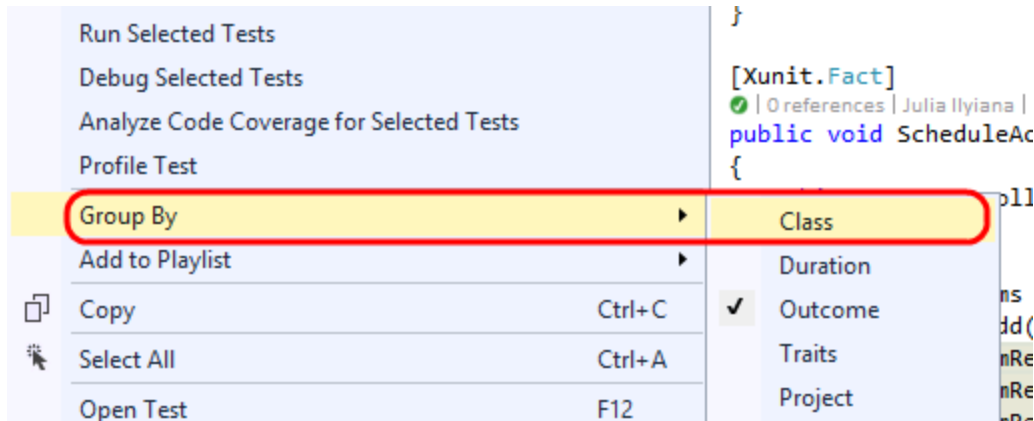 Run Selected Tests
Debug Selected Tests
Analyze Code Coverage for Selected Tests
Profile Test
Group By
Add to Playlist
Copy Ctrl+C
Select All Ctrl+A
Open Test F12
Class
Duration
Outcome
Traits
Project
}
[Xunit.Fact]
0 references | Julia Ilyiana |
public void ScheduleAc
{